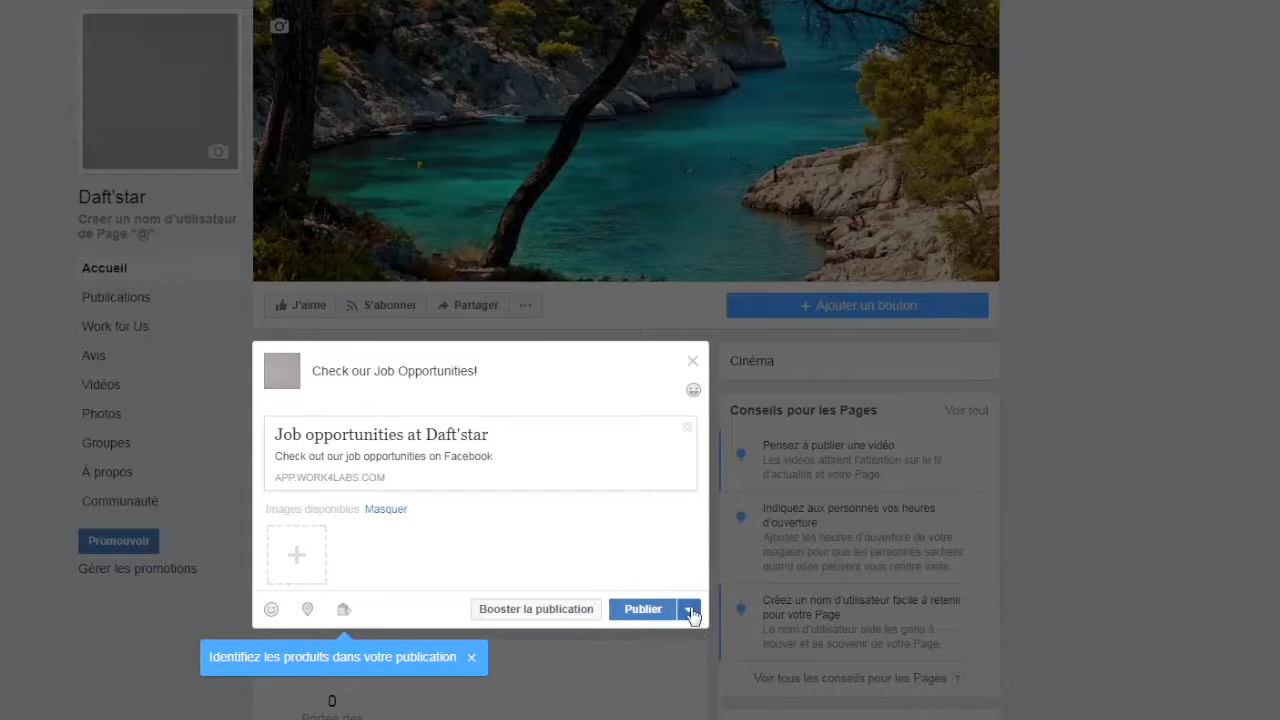 Daft'star
Créer un nom d'utilisateur
de Page "@"
Accueil
Publications
Work for Us
Avis
Vidéos
Photos
Groupes
À propos
Communauté
Promouvoir
Gérer les promotions
J'aime
S'abonner
Partager
+ Ajouter un bouton
Check our Job Opportunities!
Job opportunities at Daft'star
Check out our job opportunities on Facebook
APP.WORK4LABS.COM
Images disponibles Masquer
Booster la publication
Publier
Identifiez les produits dans votre publication
0
Portée des
Cinéma
Conseils pour les Pages
Voir tout
Pensez à publier une vidéo
Les vidéos attirent l'attention sur le fil
d'actualité et votre Page.
Indiquez aux personnes vos heures
d'ouverture
Ajoutez les heures d'ouverture de votre
magasin pour que les personnes sachent
quand elles peuvent vous rendre visite.
Créez un nom d'utilisateur facile à retenir
pour votre Page
Le nom d'utilisateur aide les gens à
trouver et se souvenir de votre Page.
Voir tous les conseils pour les Pages 7